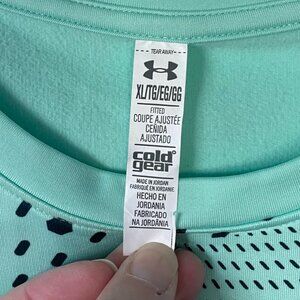 TEAR AWAY
XL/TG/EG/GG
FITTED
COUPE AJUSTÉE
CEÑIDA
AJUSTADO
cold
gear
MADE IN JORDAN
FABRIQUÉ EN JORDANIE
HECHO EN
JORDANIA
FABRICADO
NA JORDÂNIA